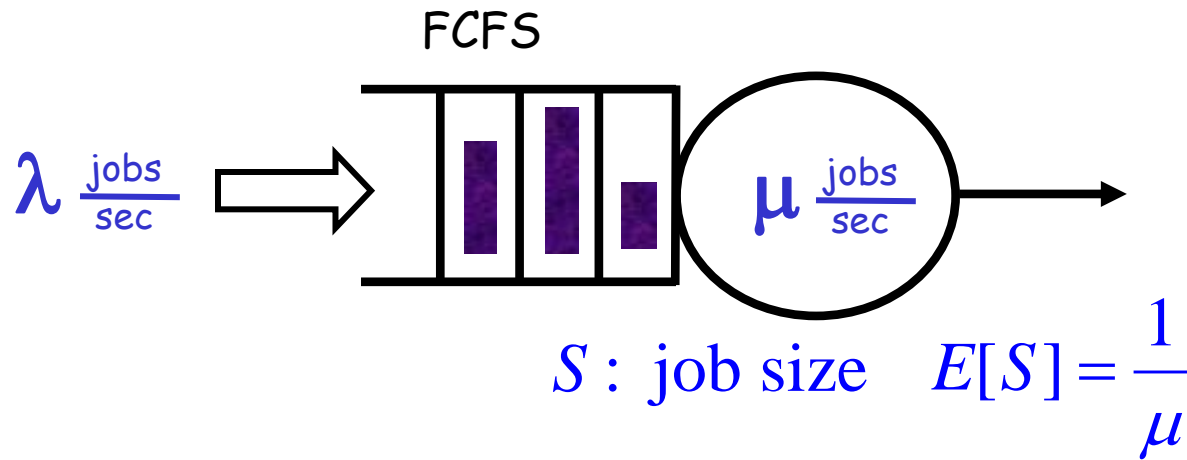 FCFS
λ jobs/sec
μ jobs/sec
S : job size E[S] = 1/μ